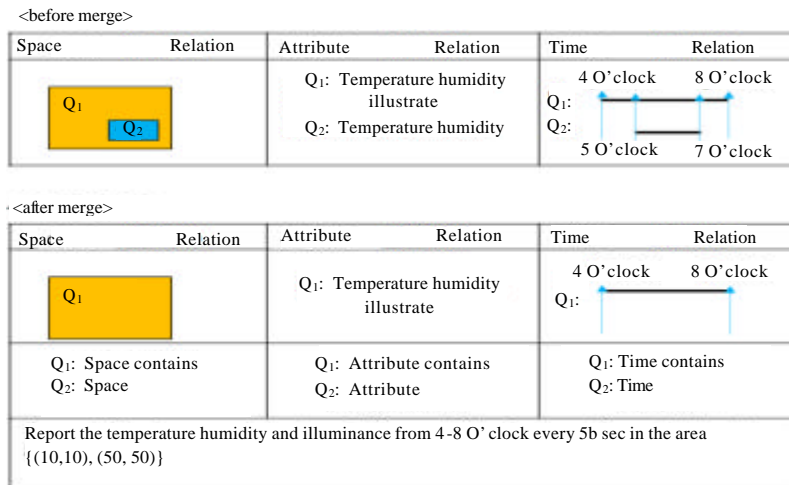 <before merge>
Space Relation Attribute Relation Time Relation
Q1
Q2
Q1: Temperature humidity
illustrate
Q2: Temperature humidity
4 O'clock 8 O'clock
Q1:
Q2:
5 O'clock 7 O'clock
<after merge>
Space Relation Attribute Relation Time Relation
Q1
Q1: Temperature humidity
illustrate
4 O'clock 8 O'clock
Q1:
Q1: Space contains
Q2: Space
Q1: Attribute contains
Q2: Attribute
Q1: Time contains
Q2: Time
Report the temperature humidity and illuminance from 4-8 O'clock every 5b sec in the area
{(10,10), (50, 50)}